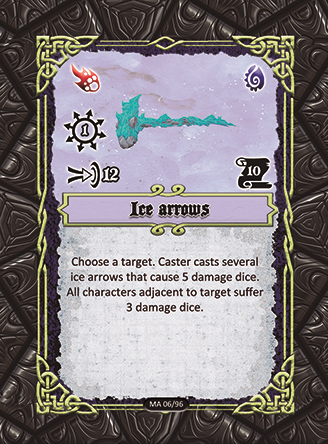 1
12
10
Ice arrows
Choose a target. Caster casts several
ice arrows that cause 5 damage dice.
All characters adjacent to target suffer
3 damage dice.
MA 06/96